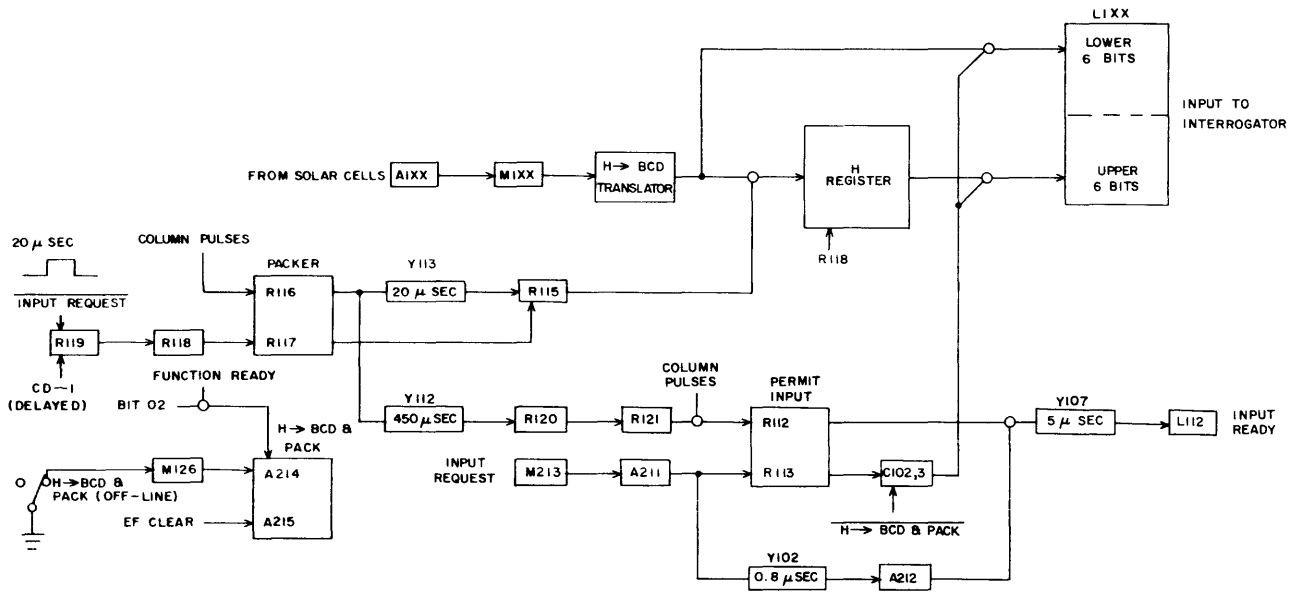 L1XX
LOWER
6 BITS
INPUT TO
INTERROGATOR
UPPER
6 BITS
FROM SOLAR CELLS
A1XX
M1XX
H→ BCD
TRANSLATOR
H
REGISTER
R118
20 μ SEC
COLUMN PULSES
PACKER
Y113
INPUT REQUEST
R116
20 μ SEC
R115
R119
R118
R117
CD-1
(DELAYED)
FUNCTION READY
BIT 02
H→ BCD &
PACK
Y112
450 μ SEC
R120
R121
COLUMN
PULSES
PERMIT
INPUT
R112
Y107
5 μ SEC
L112
INPUT
READY
H→BCD &
PACK (OFF-LINE)
M126
A214
INPUT
REQUEST
M213
A211
R113
C102,3
EF CLEAR
A215
H→ BCD & PACK
Y102
0.8 μ SEC
A212